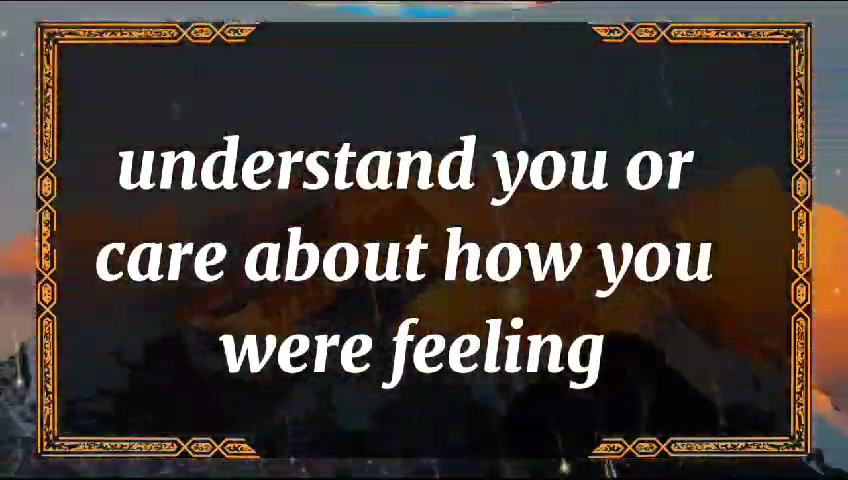 understand you or
care about how you
were feeling